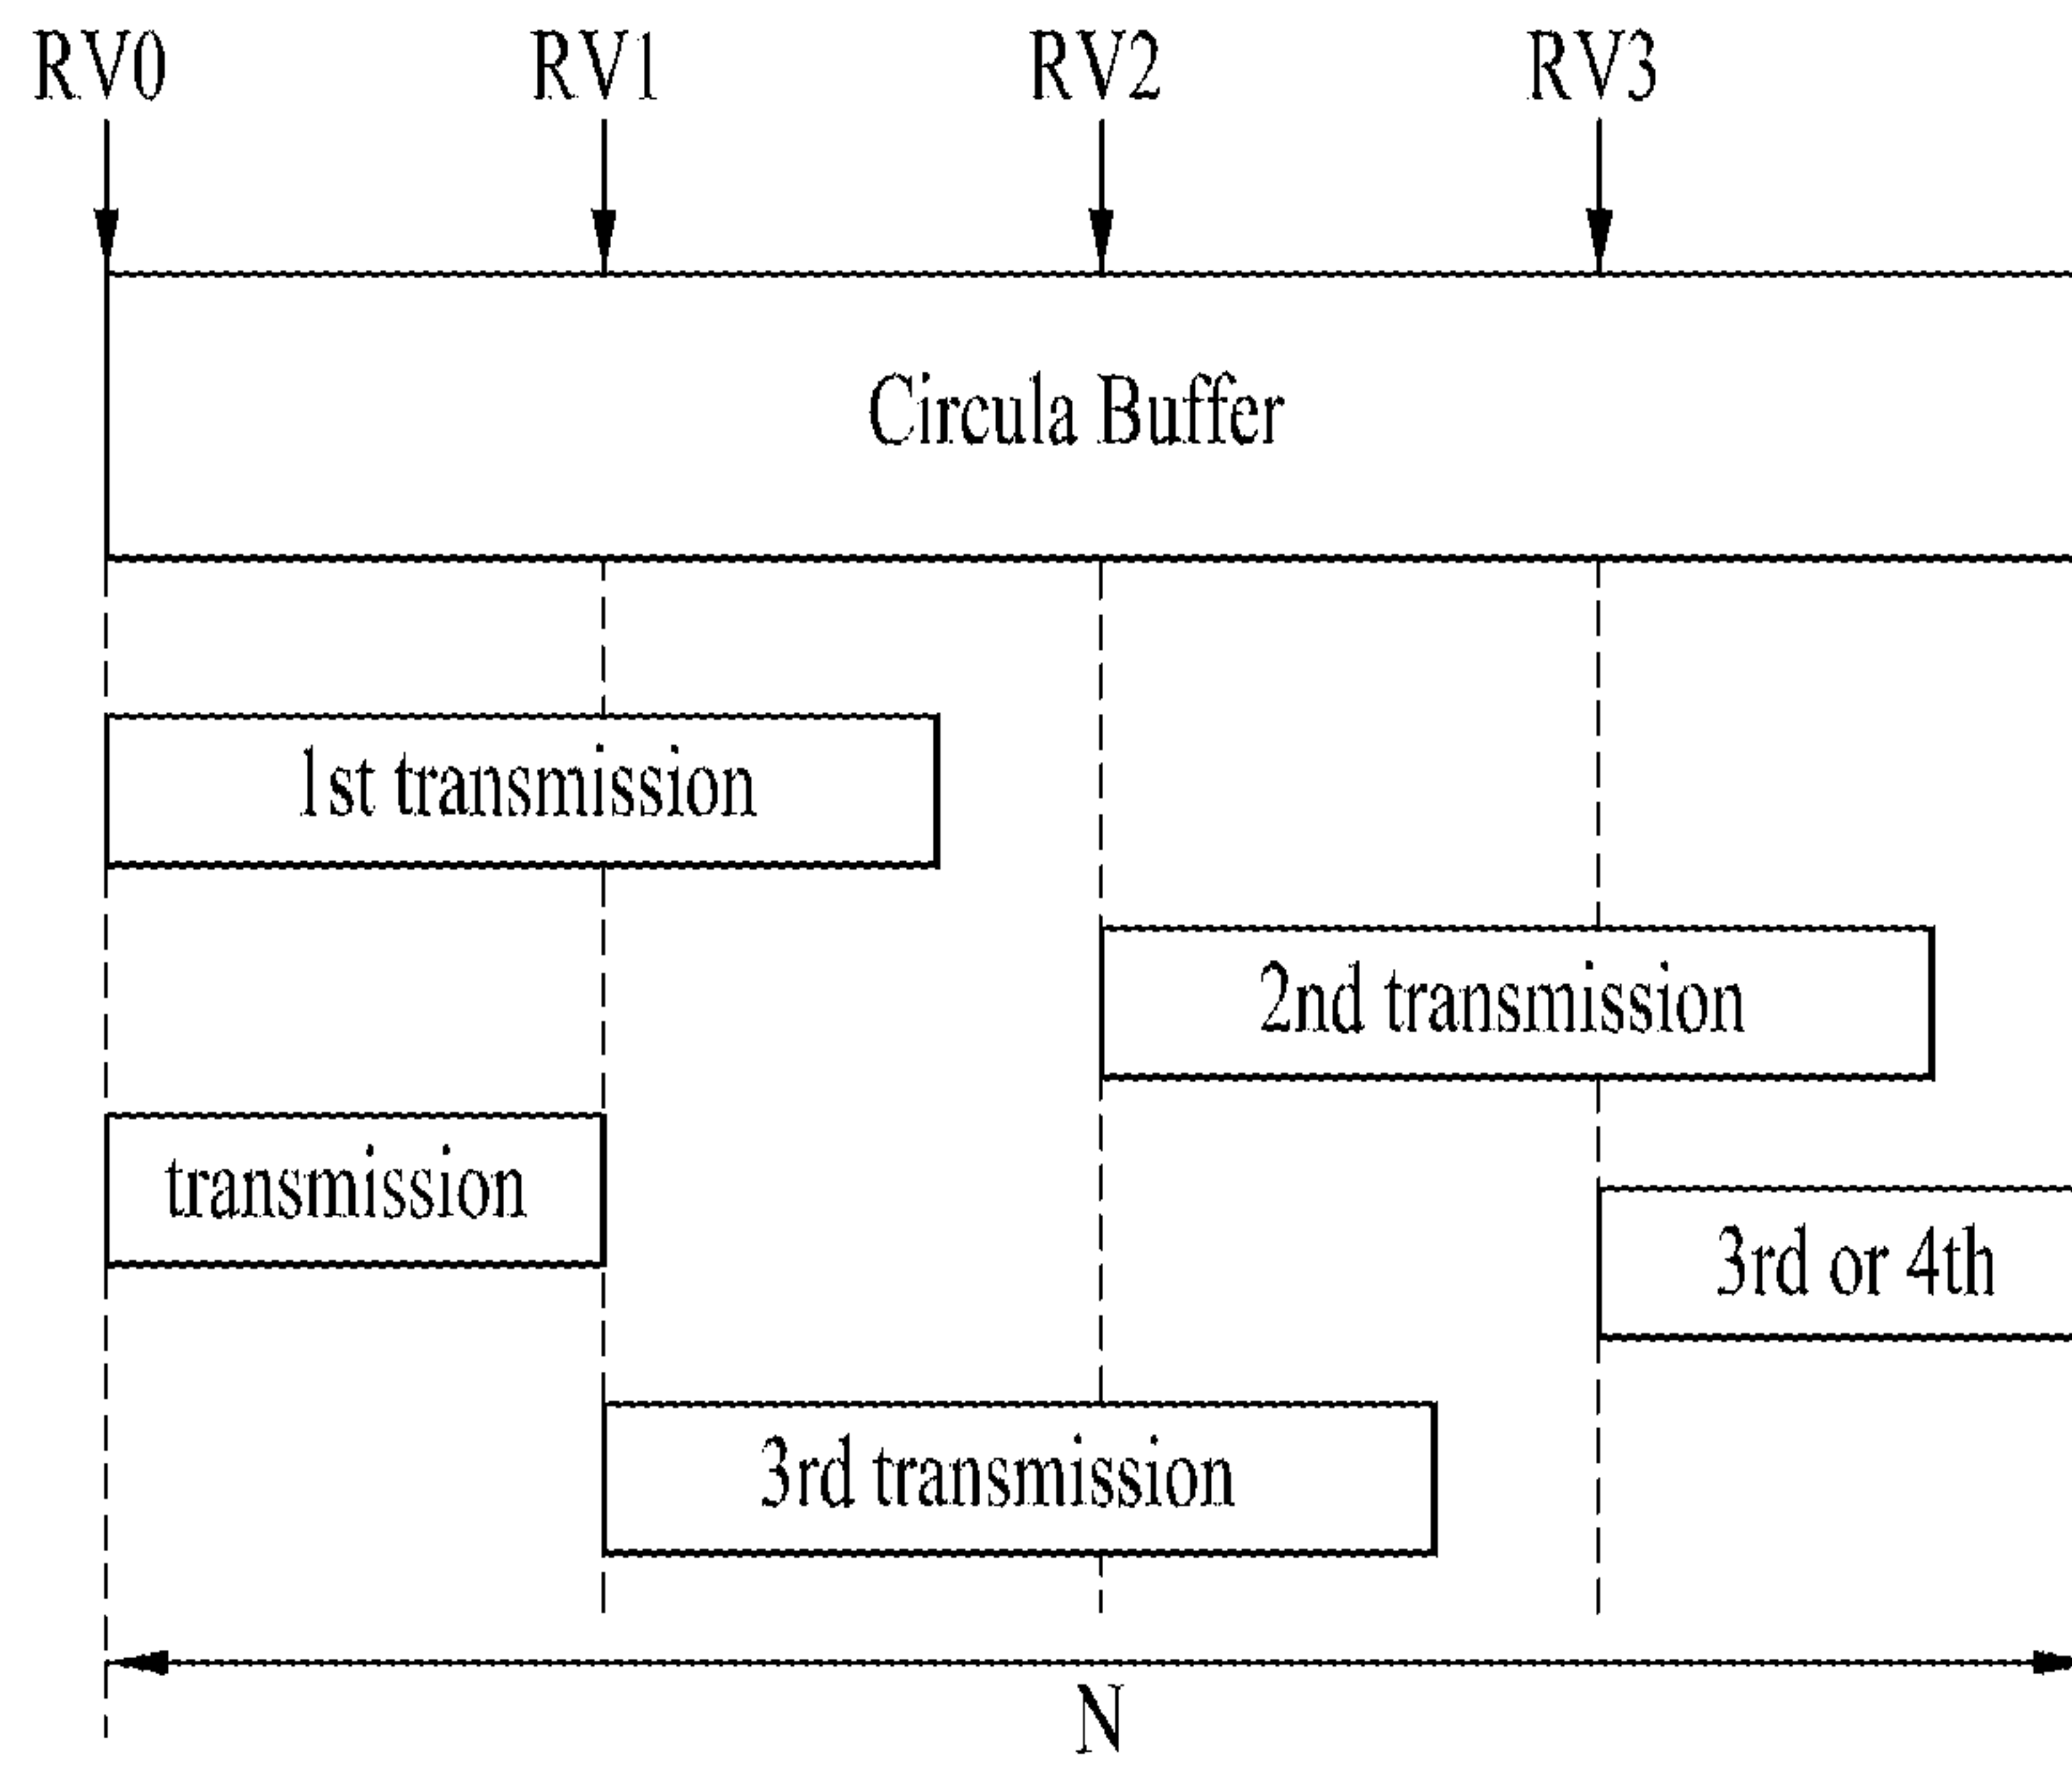 RV0 RV1 RV2 RV3
Circula Buffer
1st transmission
2nd transmission
transmission
3rd or 4th
3rd transmission
N